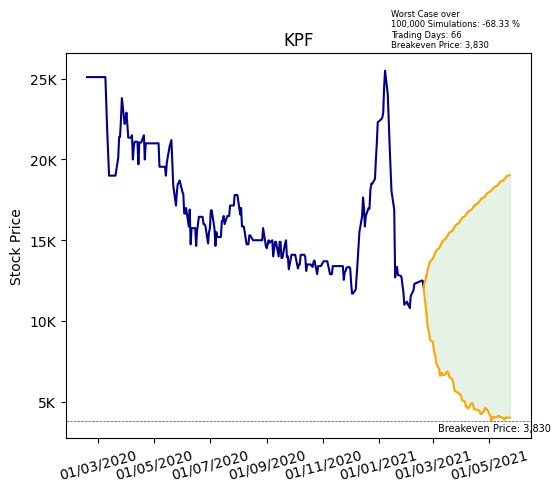 Worst Case over
100,000 Simulations: -68.33 %
Trading Days: 66
Breakeven Price: 3,830
KPF
Stock Price
25K
20K
15K
10K
5K
Breakeven Price: 3,830
01/03/2020
01/05/2020
01/07/2020
01/09/2020
01/11/2020
01/01/2021
01/03/2021
01/05/2021